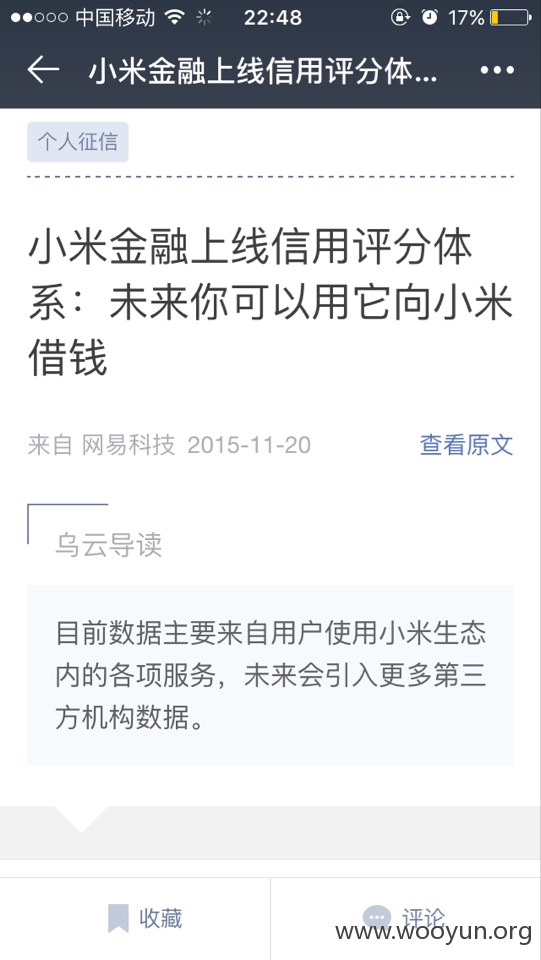 中国移动 22:48 17%
小米金融上线信用评分体...
个人征信
小米金融上线信用评分体
系：未来你可以用它向小米
借钱
来自 网易科技 2015-11-20 查看原文
乌云导读
目前数据主要来自用户使用小米生态
内的各项服务，未来会引入更多第三
方机构数据。
收藏 评论
www.wooyun.org